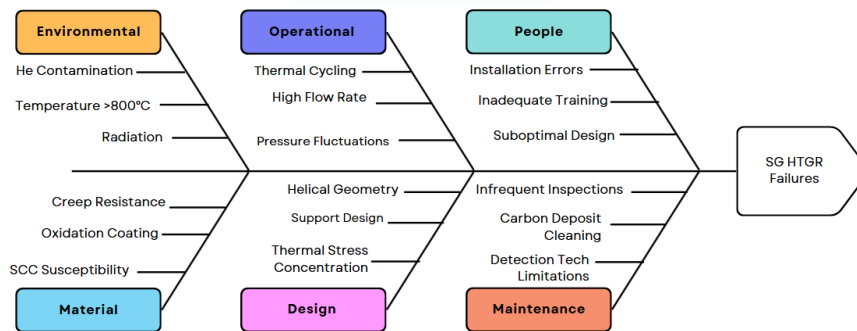 Environmental
Operational
People
He Contamination
Temperature >800°C
Radiation
Thermal Cycling
High Flow Rate
Pressure Fluctuations
Installation Errors
Inadequate Training
Suboptimal Design
SG HTGR
Failures
Creep Resistance
Oxidation Coating
SCC Susceptibility
Helical Geometry
Support Design
Thermal Stress
Concentration
Infrequent Inspections
Carbon Deposit
Cleaning
Detection Tech
Limitations
Material
Design
Maintenance